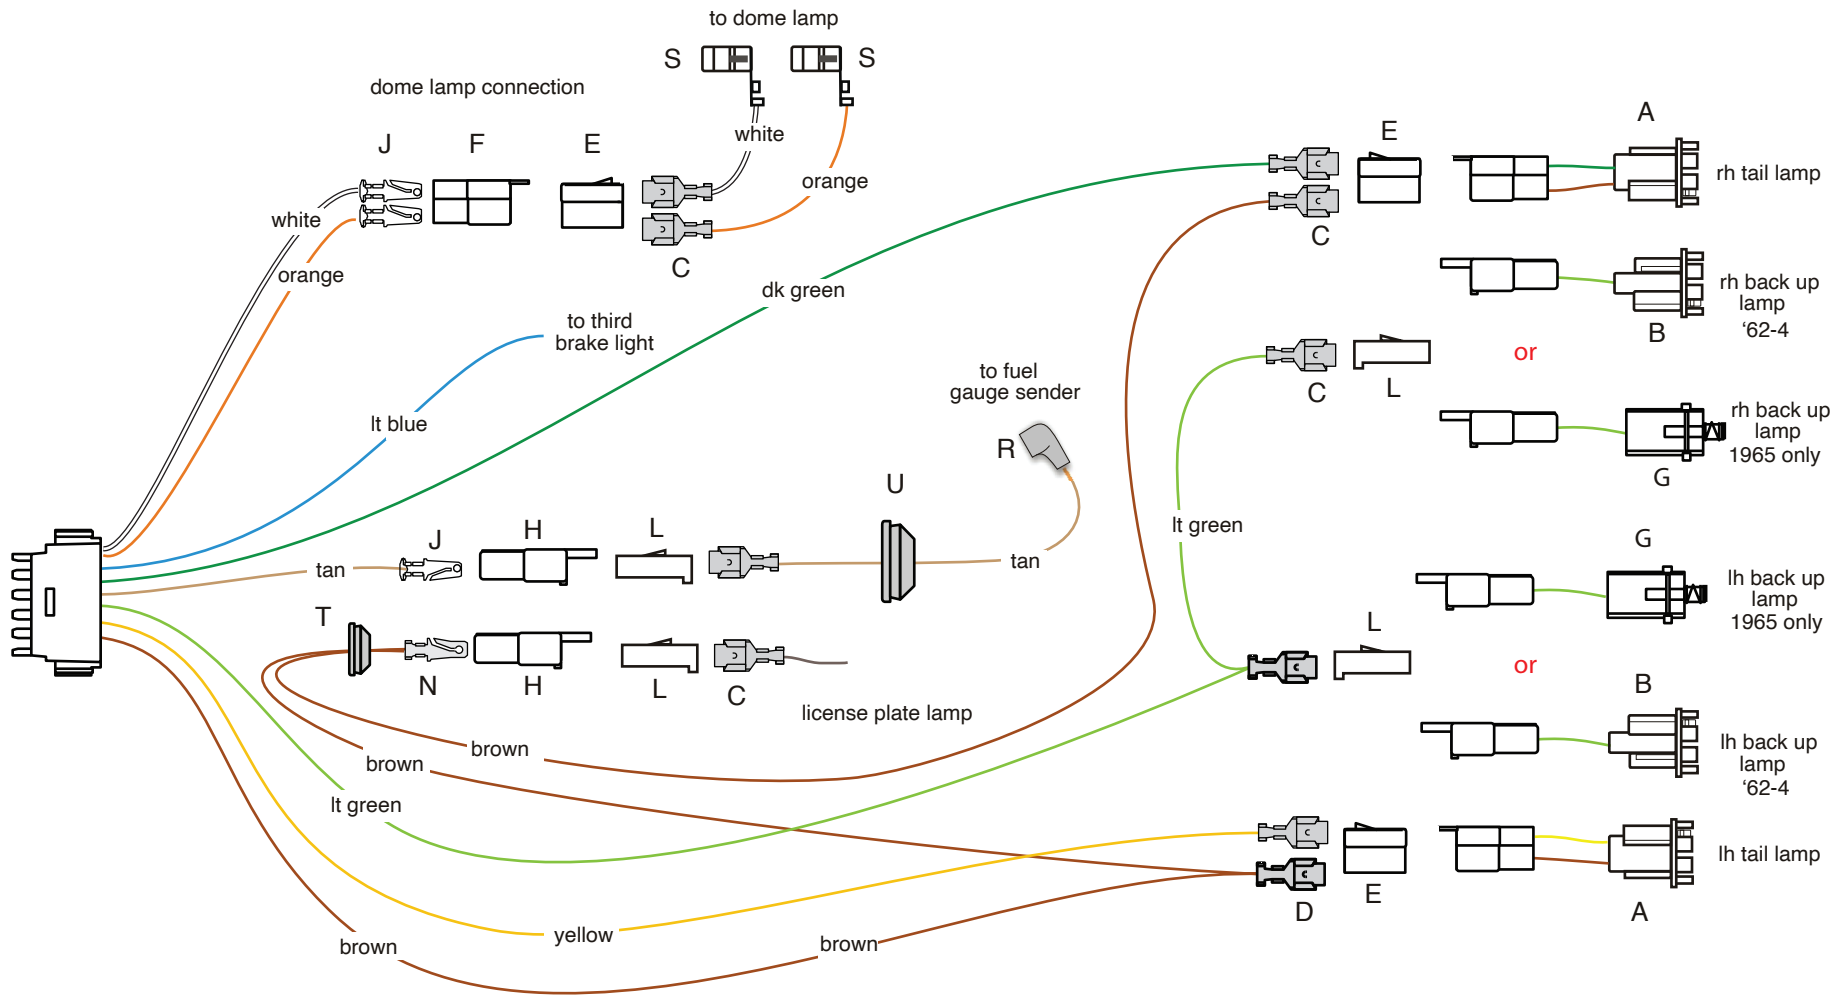 to dome lamp
S
S
dome lamp connection
J
F
E
white
orange
white
orange
C
E
A
rh tail lamp
C
dk green
to third
brake light
lt blue
rh back up
lamp
‘62-4
B
or
C
L
to fuel
gauge sender
R
rh back up
lamp
1965 only
G
U
lt green
J
H
L
tan
tan
G
lh back up
lamp
1965 only
T
N
H
L
C
L
or
license plate lamp
B
lh back up
lamp
‘62-4
brown
brown
lt green
lh tail lamp
D
E
A
yellow
brown
brown